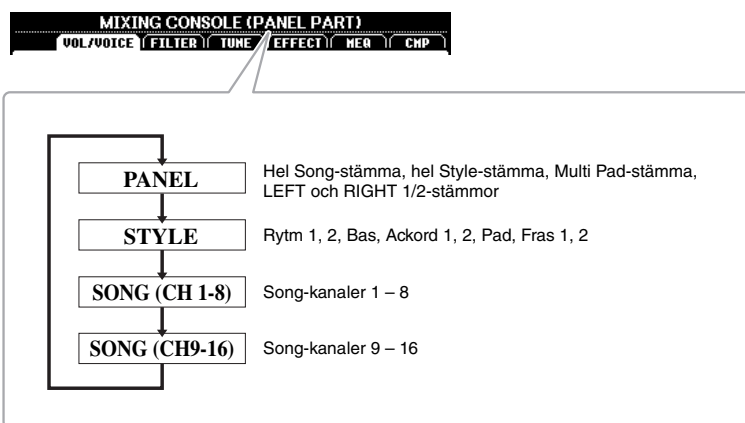 MIXING CONSOLE (PANEL PART)
VOL/VOICE FILTER TUNE EFFECT MEQ CMP
PANEL
Hel Song-stämma, hel Style-stämma, Multi Pad-stämma,
LEFT och RIGHT 1/2-stämmor
STYLE
Rytm 1, 2, Bas, Ackord 1, 2, Pad, Fras 1, 2
SONG (CH 1-8)
Song-kanaler 1 – 8
SONG (CH9-16)
Song-kanaler 9 – 16